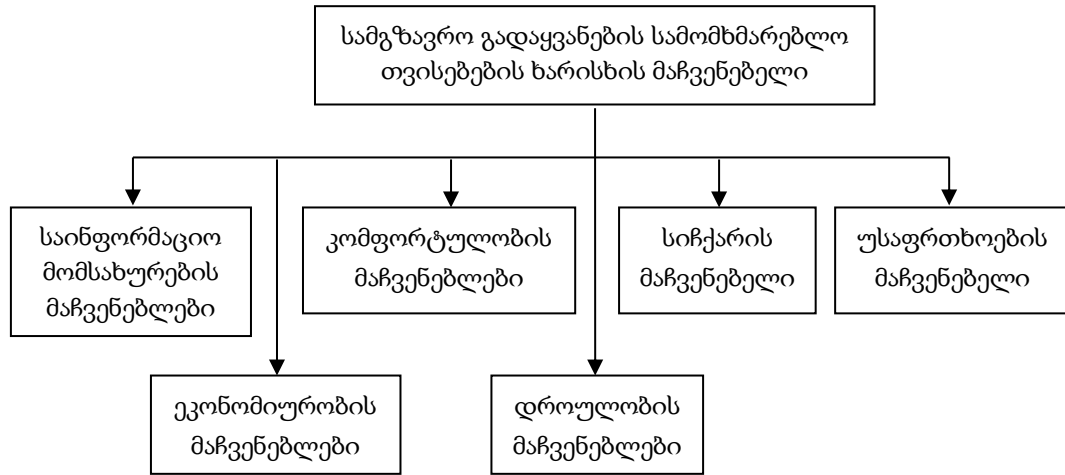 სამგზავრო გადაყვანების სამომხმარებლო
თვისებების ხარისხის მაჩვენებელი
საინფორმაციო
მომსახურების
მაჩვენებლები
კომფორტულობის
მაჩვენებლები
სიჩქარის
მაჩვენებელი
უსაფრთხოების
მაჩვენებელი
ეკონომიურობის
მაჩვენებლები
დროულობის
მაჩვენებლები